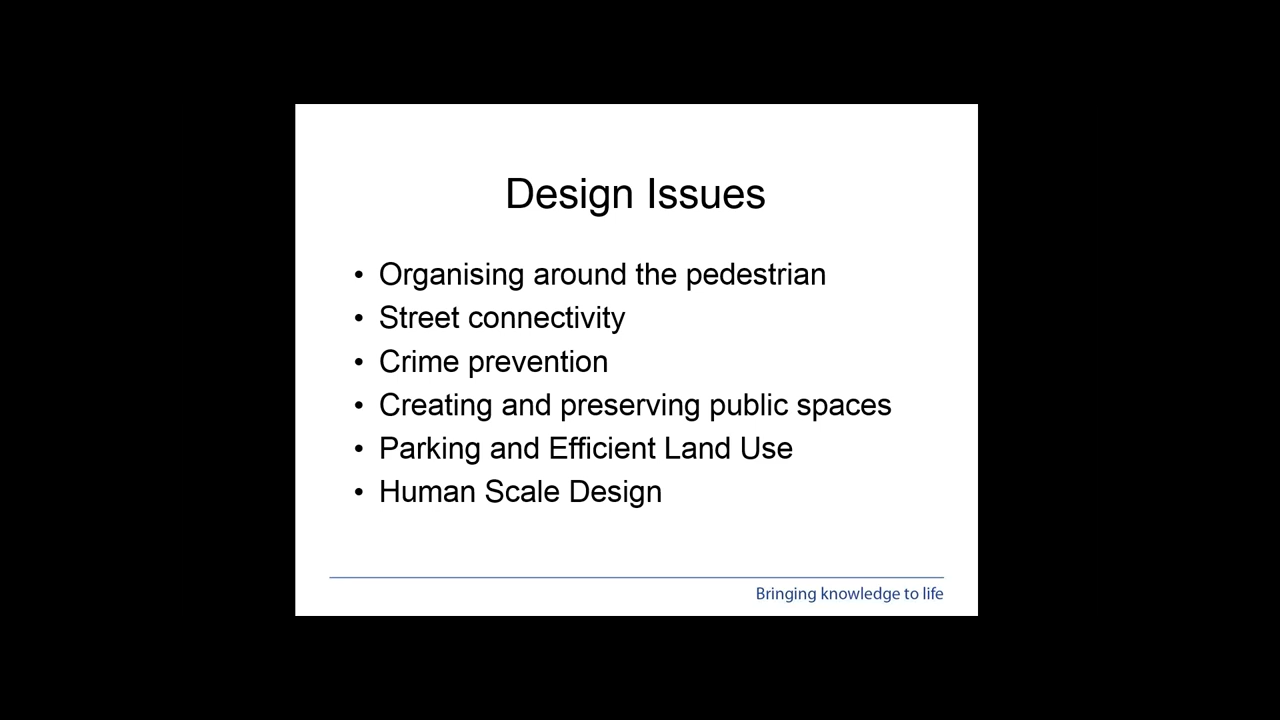 Design Issues
• Organising around the pedestrian
• Street connectivity
• Crime prevention
• Creating and preserving public spaces
• Parking and Efficient Land Use
• Human Scale Design
Bringing knowledge to life